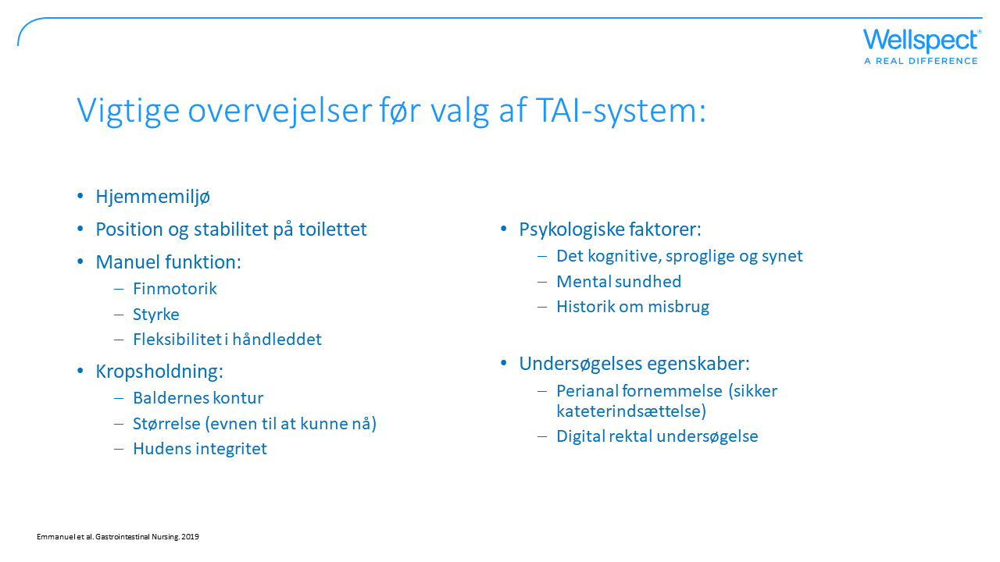 Wellspect®
A REAL DIFFERENCE
Vigtige overvejelser før valg af TAI-system:
• Hjemmemiljø
• Position og stabilitet på toilettet
• Manuel funktion:
– Finmotorik
– Styrke
– Fleksibilitet i håndleddet
• Kropsholdning:
– Baldernes kontur
– Størrelse (evnen til at kunne nå)
– Hudens integritet
• Psykologiske faktorer:
– Det kognitive, sproglige og synet
– Mental sundhed
– Historik om misbrug
• Undersøgelses egenskaber:
– Perianal fornemmelse (sikker
kateterindsættelse)
– Digital rektal undersøgelse
Emmanuel et al. Gastrointestinal Nursing. 2019